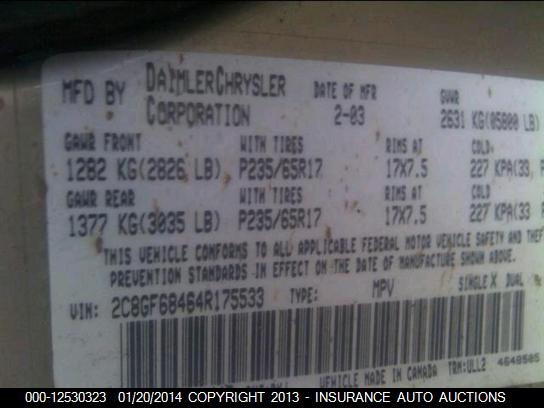 MFD BY DAIMLERCHRYSLER CORPORATION DATE OF MFR 2-03 GVWR 2631 KG(05800 LB)
GAWR FRONT WITH TIRES RIMS AT COLD
1282 KG(2826 LB) P235/65R17 17X7.5 227 KPA(33
GAWR REAR WITH TIRES RIMS AT COLD
1377 KG(3035 LB) P235/65R17 17X7.5 227 KPA(33
THIS VEHICLE CONFORMS TO ALL APPLICABLE FEDERAL MOTOR VEHICLE SAFETY AND THEF
PREVENTION STANDARDS IN EFFECT ON THE DATE OF MANUFACTURE SHOWN ABOVE.
VIN: 2C8GF68464R175533 TYPE: MPV SINGLE X DUAL
VEHICLE MADE IN CANADA TRM:ULL2 4648505
000-12530323 01/20/2014 COPYRIGHT 2013 - INSURANCE AUTO AUCTIONS